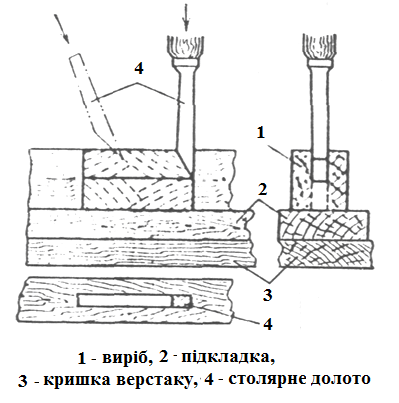 4
1
2
3
4
1 - виріб, 2 - підкладка,
3 - кришка верстаку, 4 - столярне долото